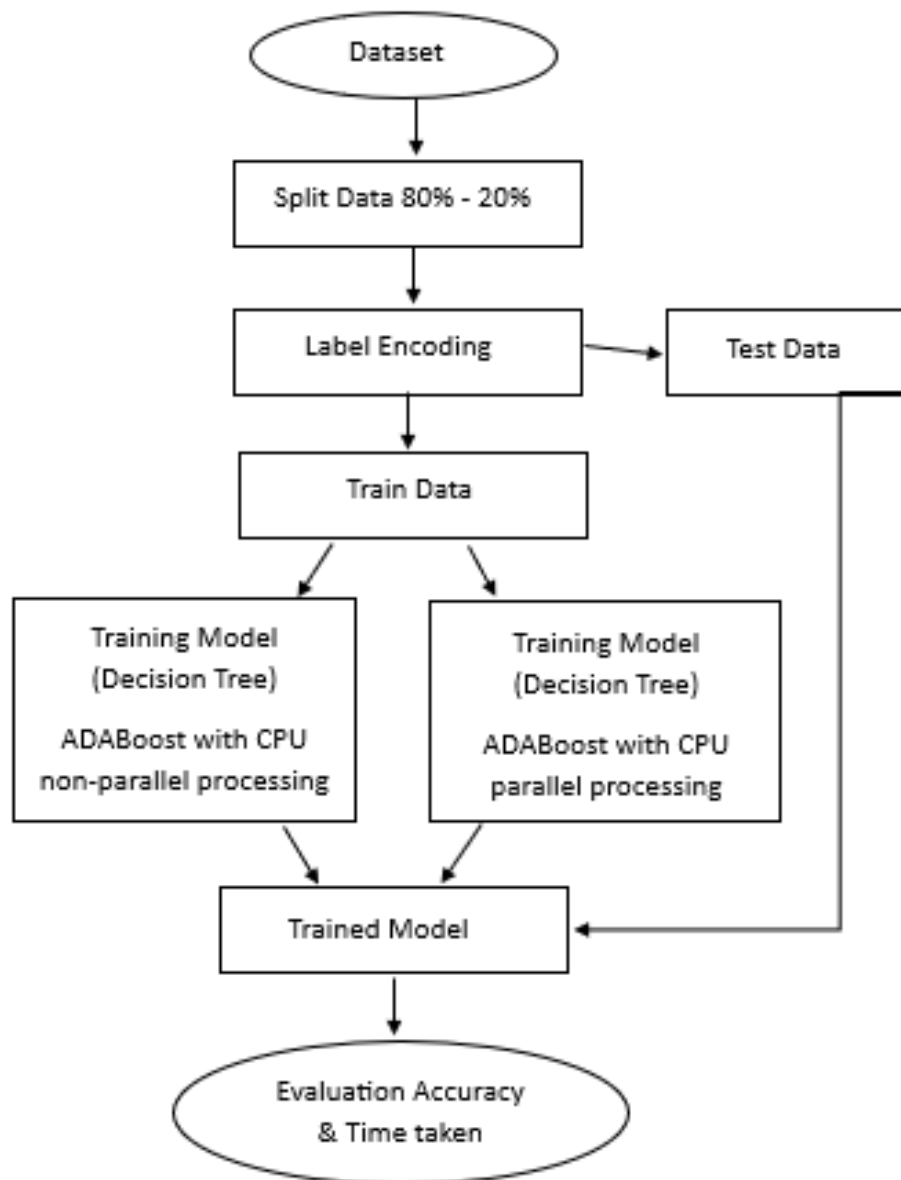 Dataset
Split Data 80% - 20%
Label Encoding
Test Data
Train Data
Training Model
(Decision Tree)
ADABoost with CPU
non-parallel processing
Training Model
(Decision Tree)
ADABoost with CPU
parallel processing
Trained Model
Evaluation Accuracy
& Time taken